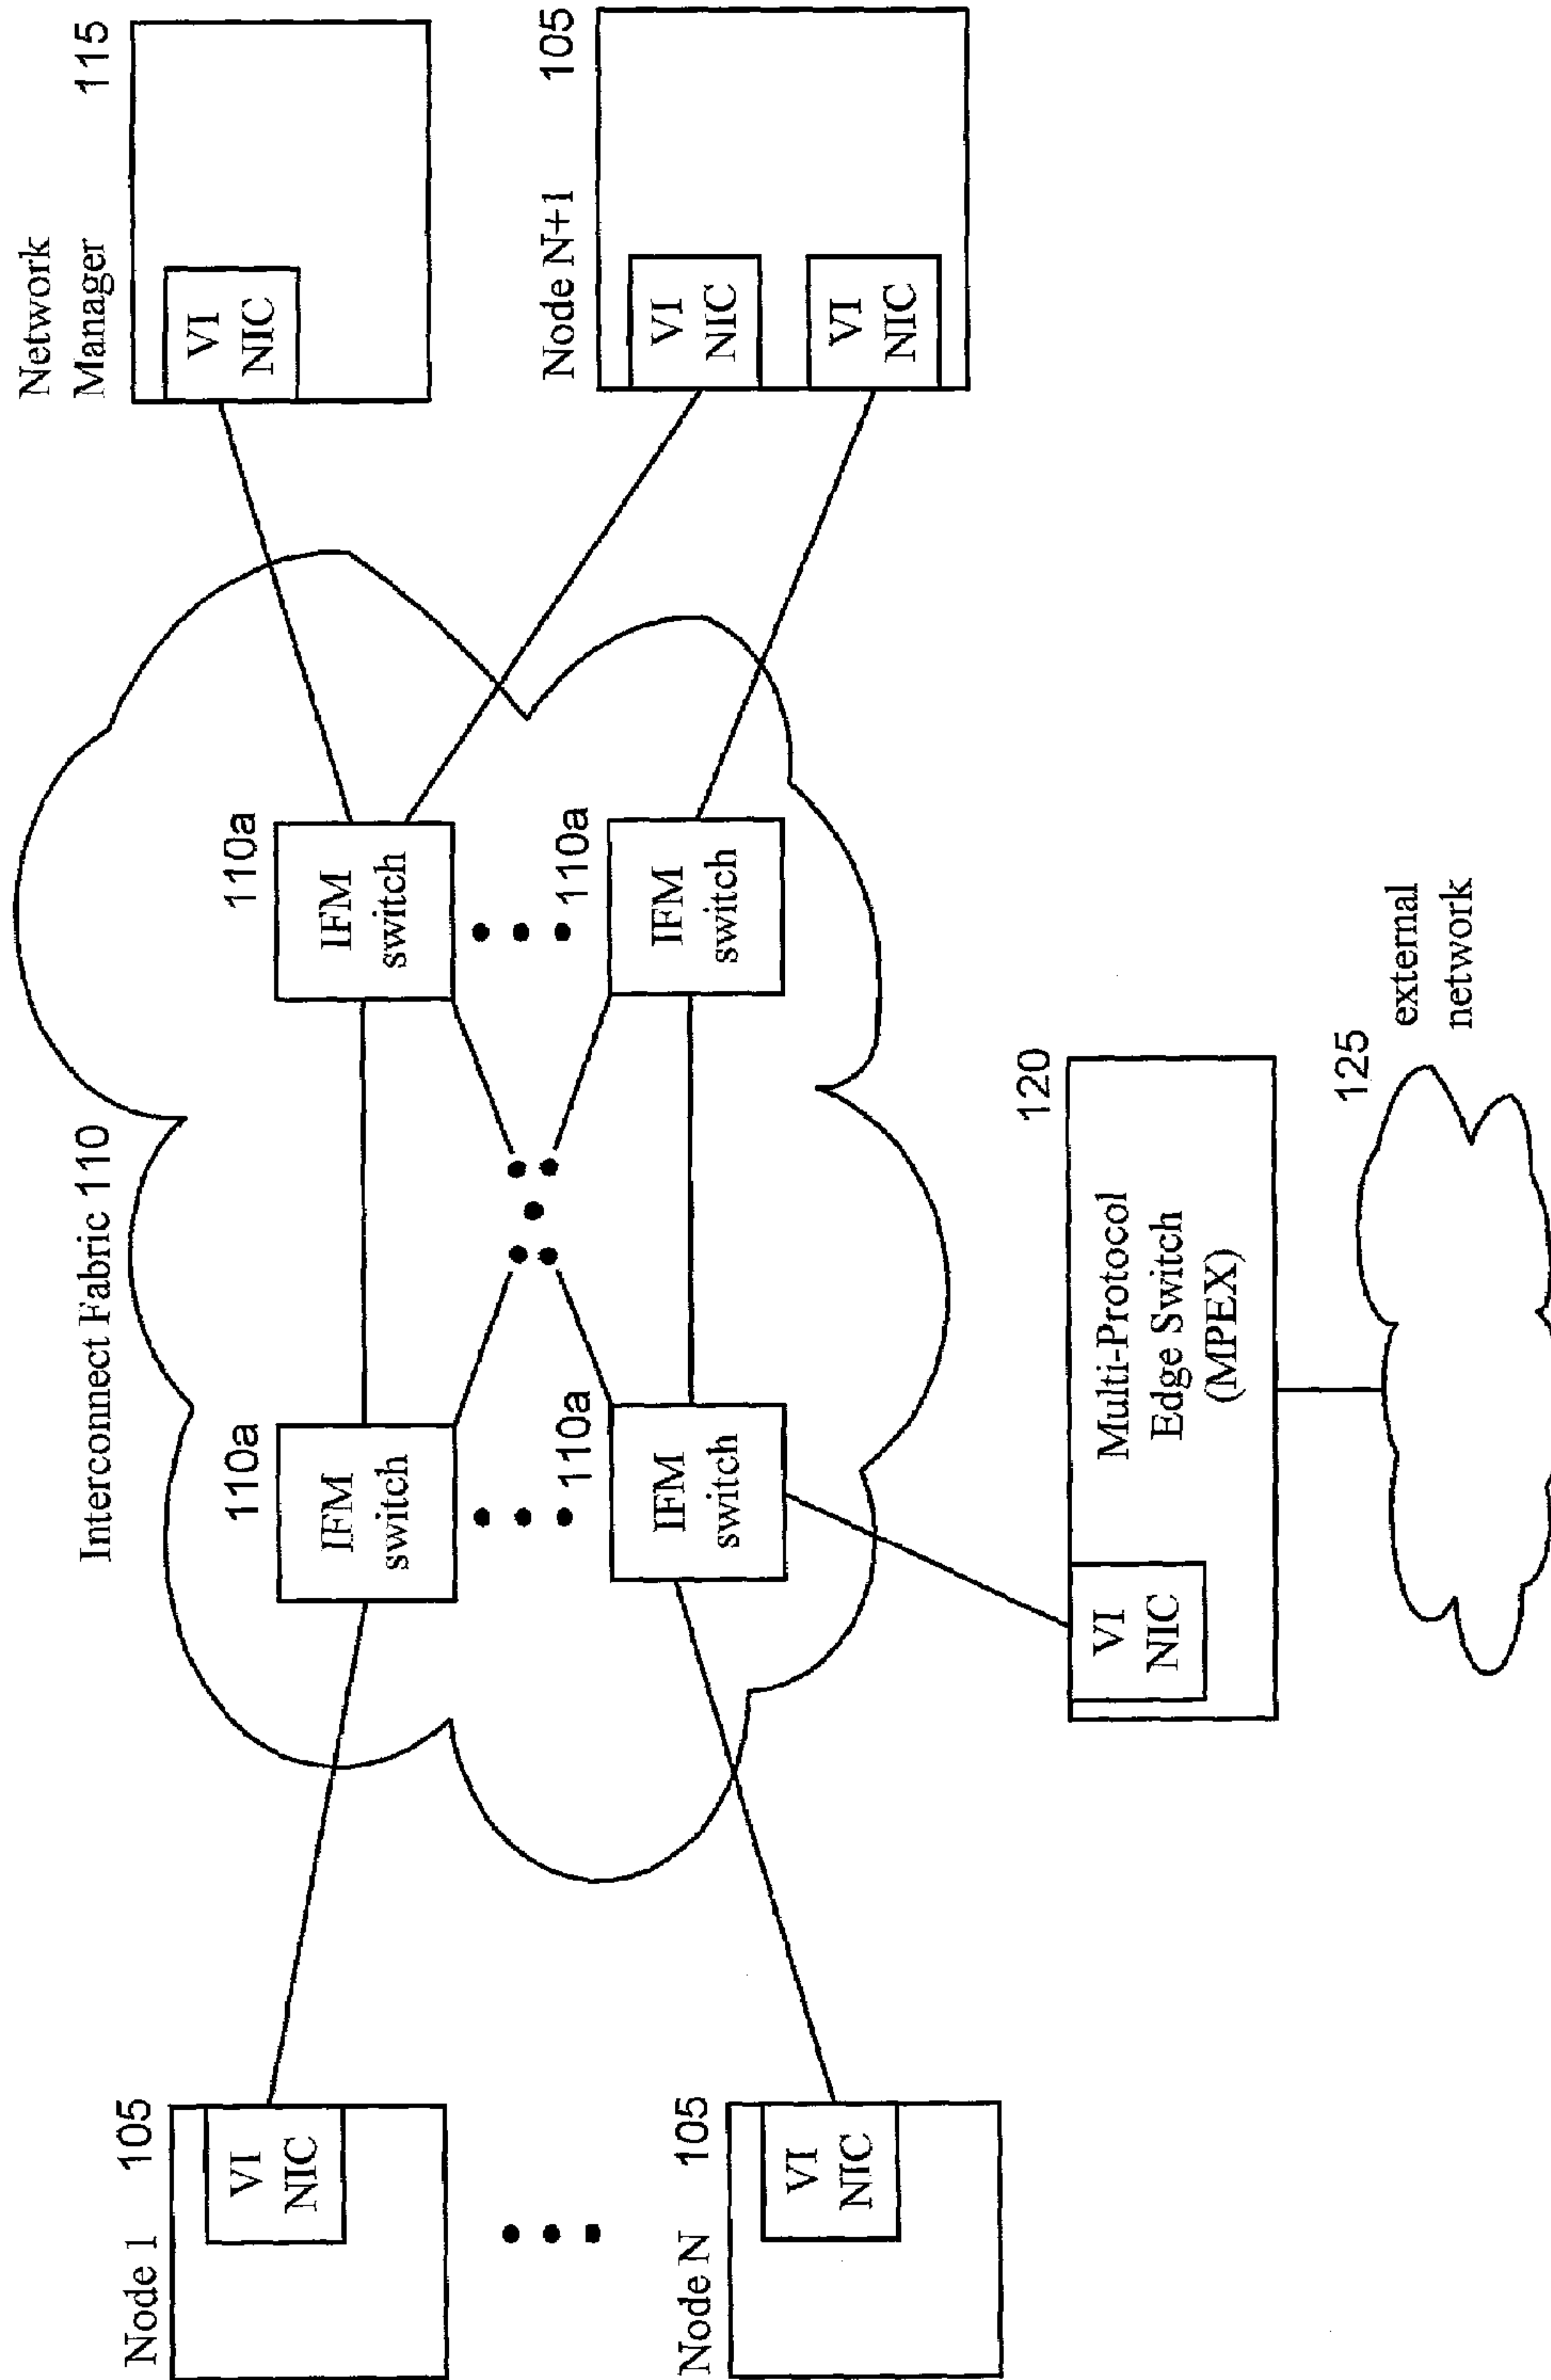 Node 1 105
VI
NIC
Node N 105
VI
NIC
Interconnect Fabric 110
110a
IFM
switch
110a
IFM
switch
110a
IFM
switch
110a
IFM
switch
Network
Manager 115
VI
NIC
Node N+1 105
VI
NIC
VI
NIC
120
VI
NIC
Multi-Protocol
Edge Switch
(MPEX)
125
external
network